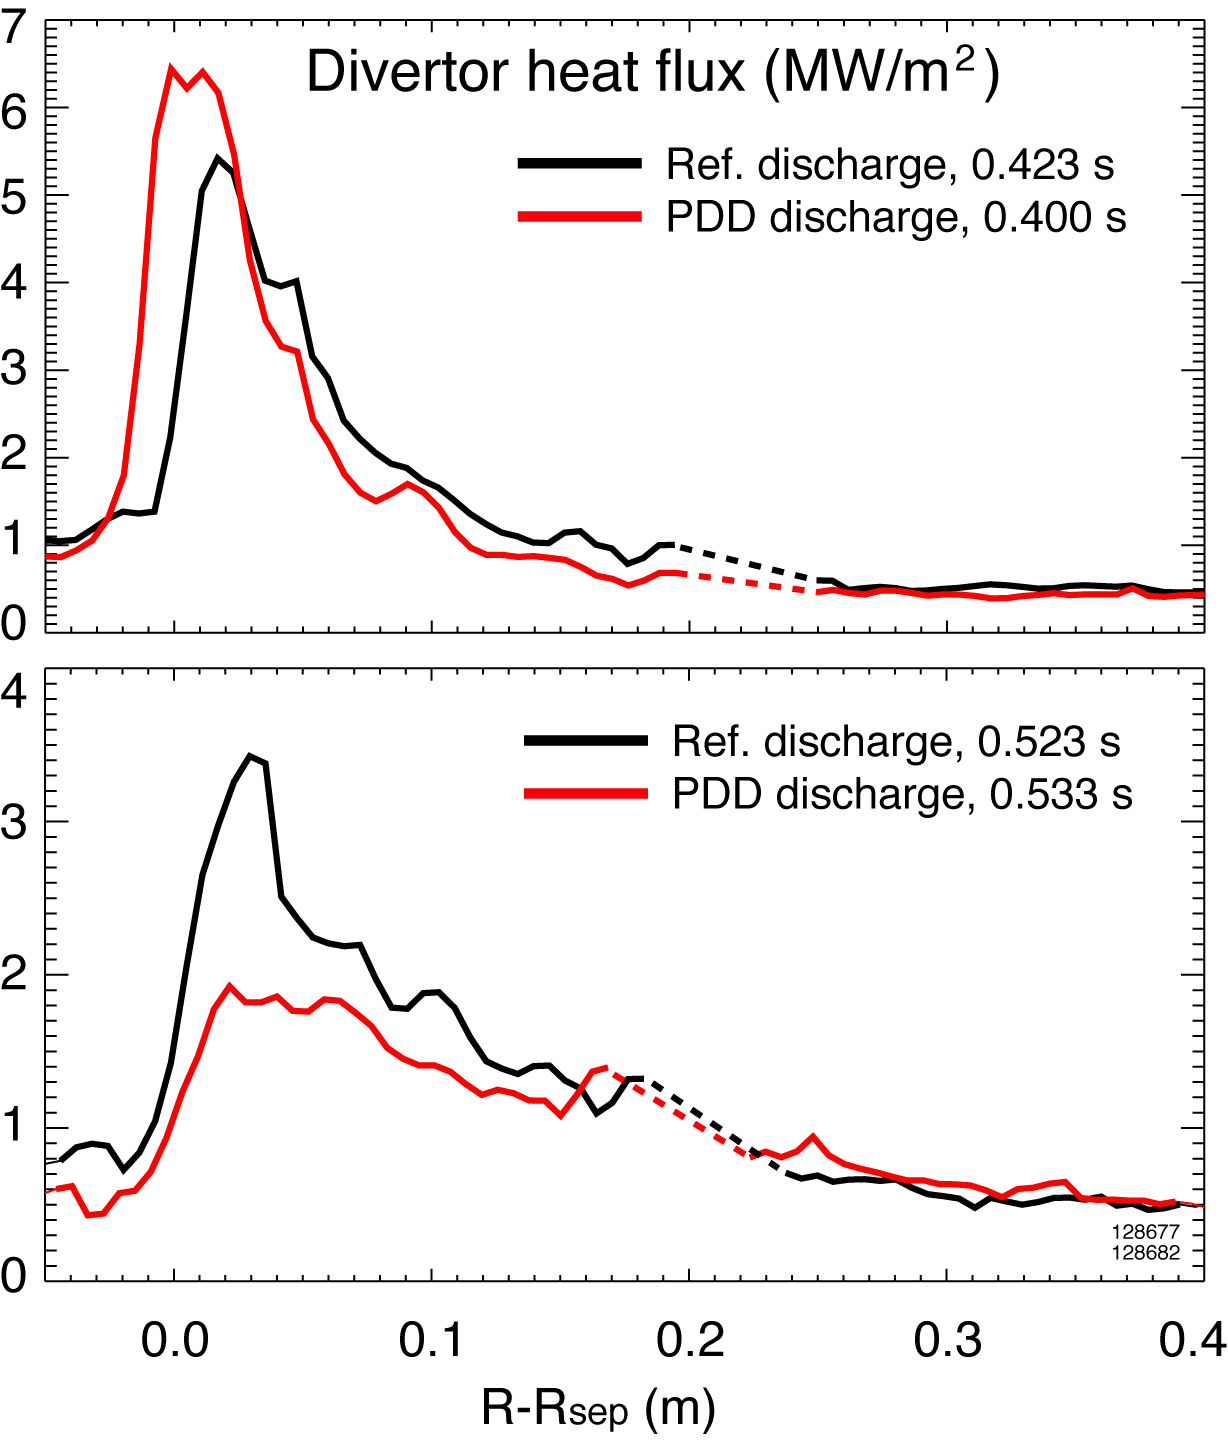 Divertor heat flux (MW/m²)
7
6
5
4
3
2
1
0
Ref. discharge, 0.423 s
PDD discharge, 0.400 s
4
3
2
1
0
Ref. discharge, 0.523 s
PDD discharge, 0.533 s
128677
128682
0.0 0.1 0.2 0.3 0.4
R-Rsep (m)